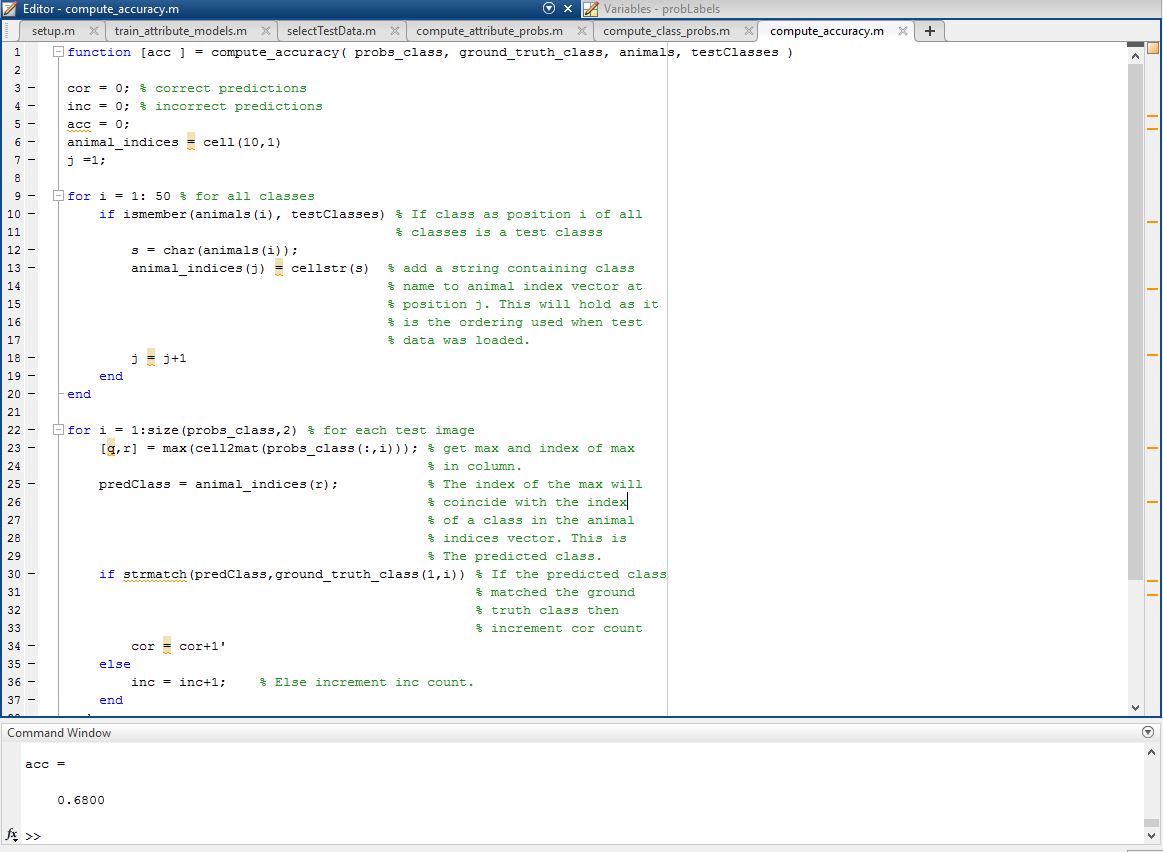 Editor - compute_accuracy.m
Variables - probLabels
setup.m train_attribute_models.m selectTestData.m compute_attribute_probs.m compute_class_probs.m compute_accuracy.m +
1 function [acc ] = compute_accuracy( probs_class, ground_truth_class, animals, testClasses )
2
3 - cor = 0; % correct predictions
4 - inc = 0; % incorrect predictions
5 - acc = 0;
6 - animal_indices = cell(10,1)
7 - j =1;
8
9 - for i = 1: 50 % for all classes
10 - if ismember(animals(i), testClasses) % If class as position i of all
11 % classes is a test classs
12 - s = char(animals(i));
13 - animal_indices(j) = cellstr(s) % add a string containing class
14 % name to animal index vector at
15 % position j. This will hold as it
16 % is the ordering used when test
17 % data was loaded.
18 - j = j+1
19 - end
20 - end
21
22 - for i = 1:size(probs_class,2) % for each test image
23 - [q,r] = max(cell2mat(probs_class(:,i))); % get max and index of max
24 % in column.
25 - predClass = animal_indices(r); % The index of the max will
26 % coincide with the index
27 % of a class in the animal
28 % indices vector. This is
29 % The predicted class.
30 - if strmatch(predClass,ground_truth_class(1,i)) % If the predicted class
31 % matched the ground
32 % truth class then
33 % increment cor count
34 - cor = cor+1'
35 - else
36 - inc = inc+1; % Else increment inc count.
37 - end
Command Window
acc =
0.6800
fx >>